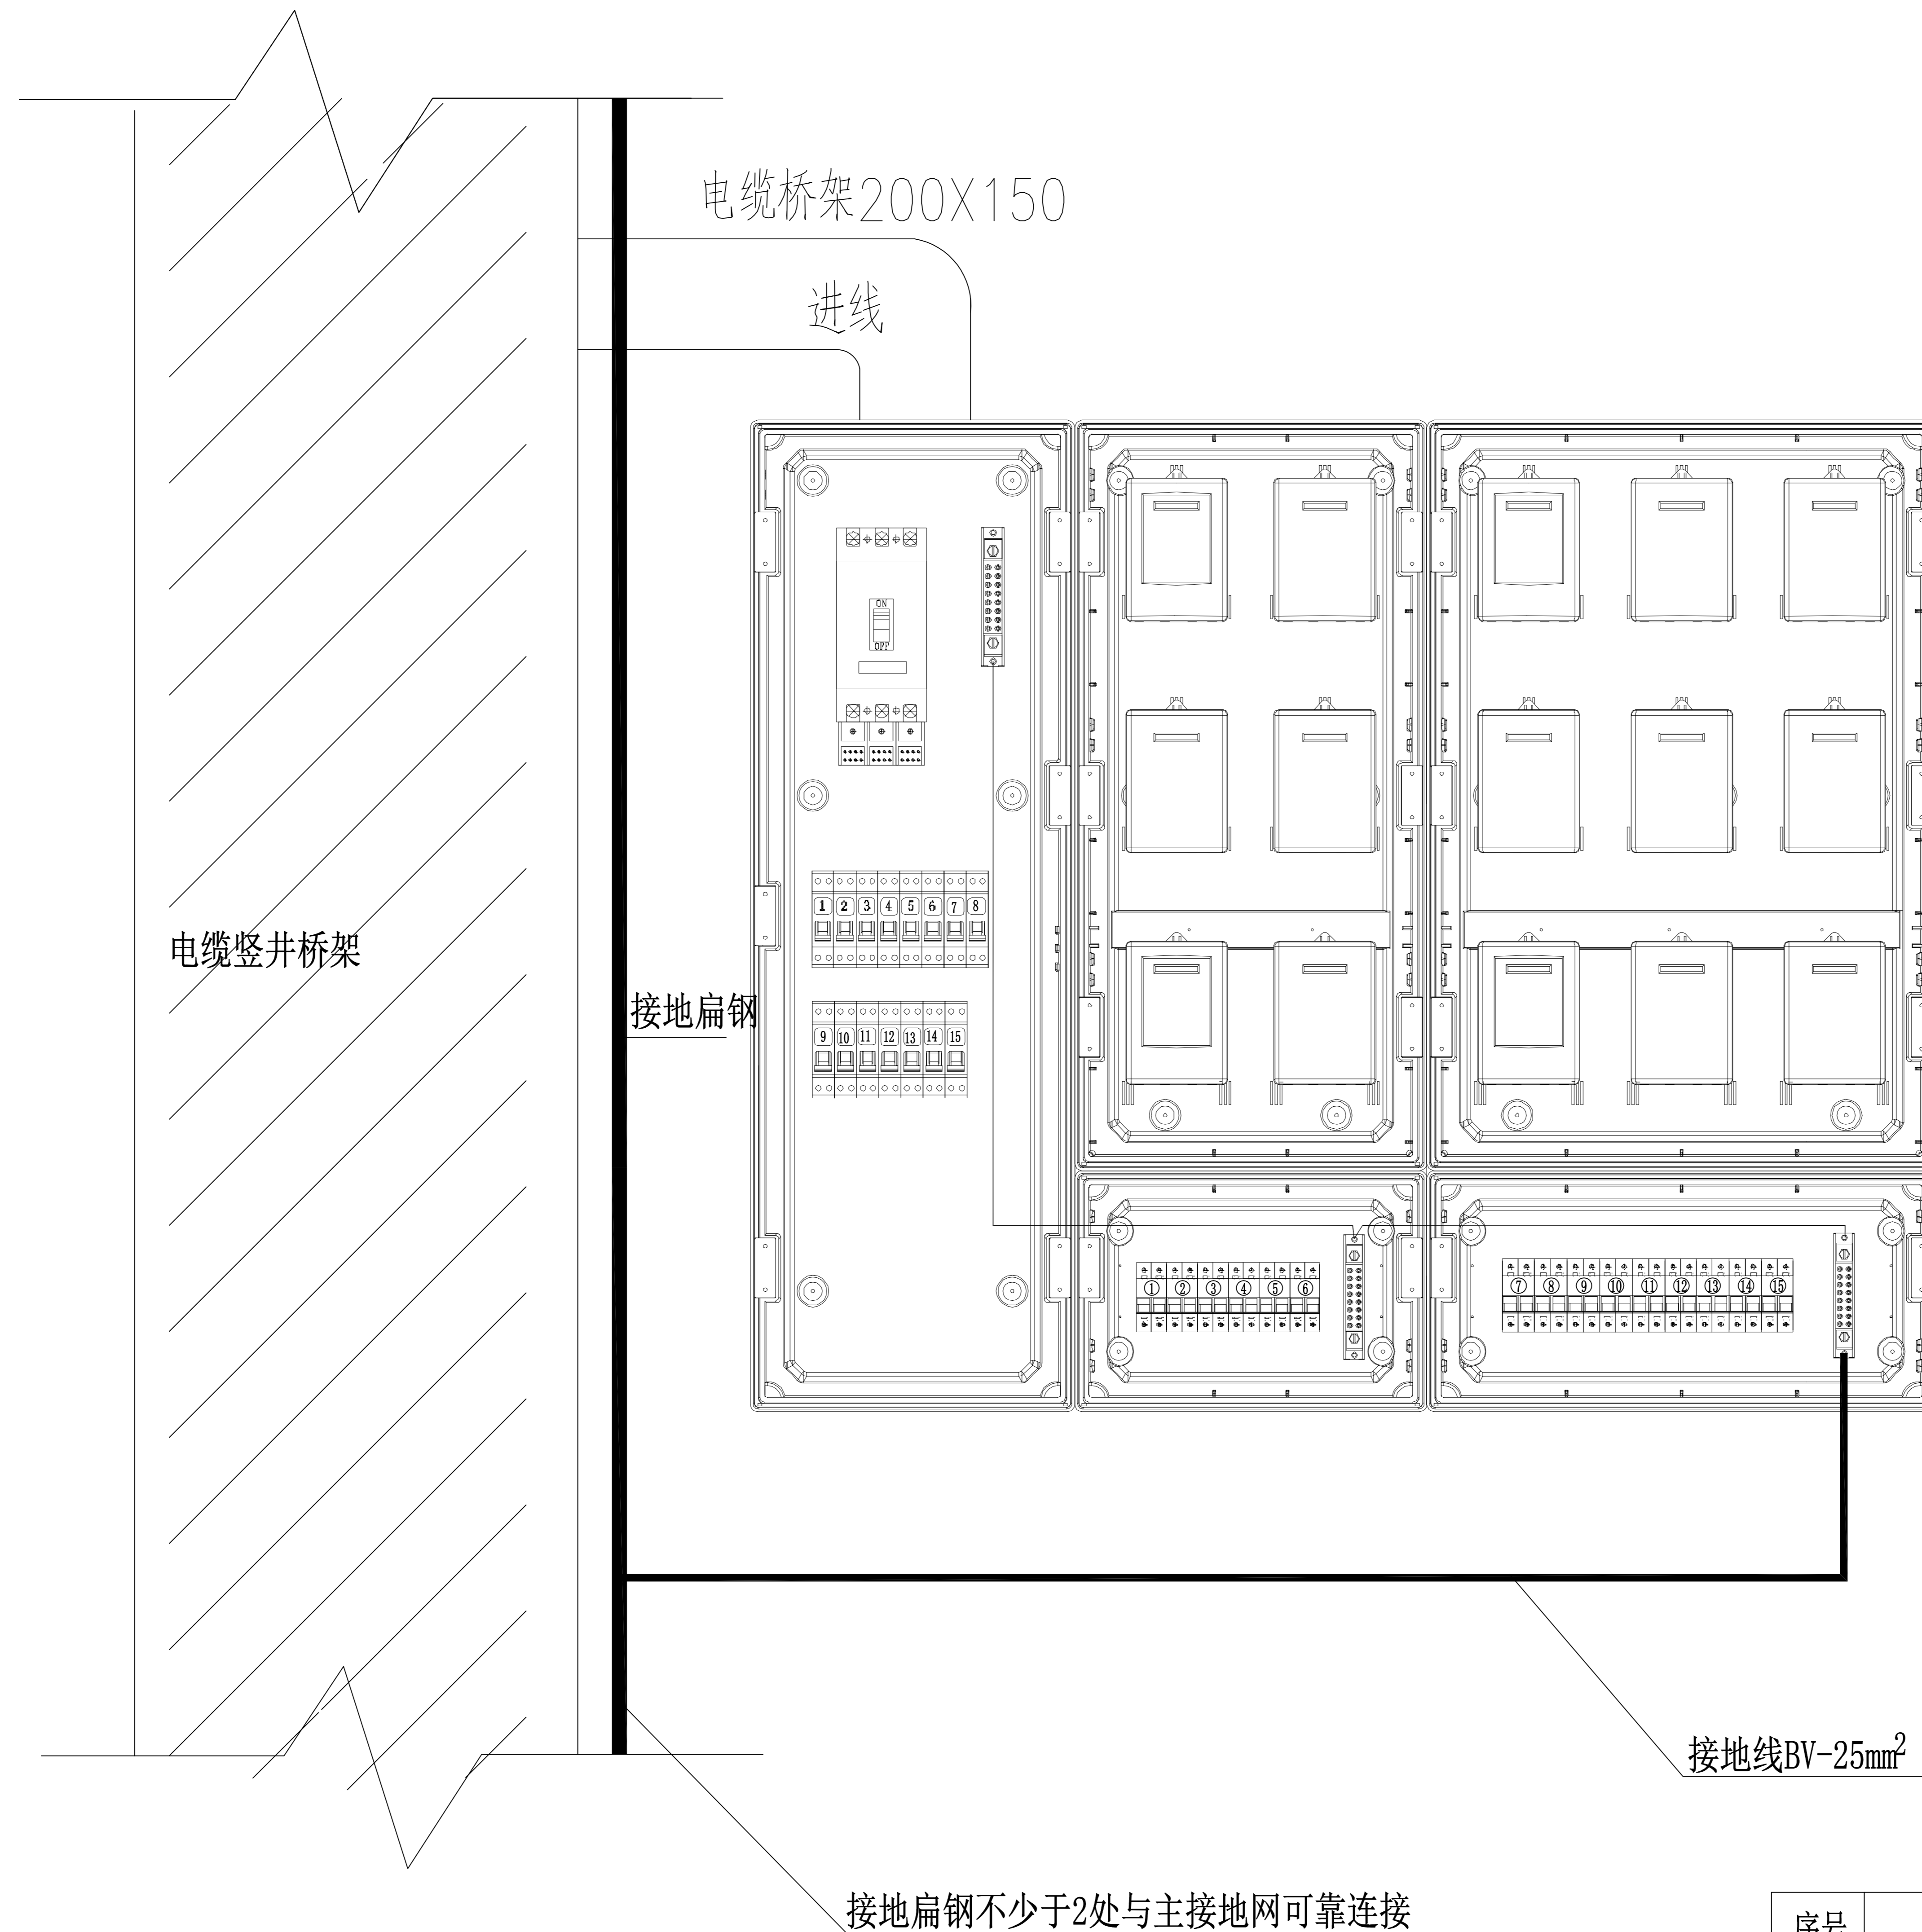 电缆桥架200X150
进线
ON
OFF
1 2 3 4 5 6 7 8
电缆竖井桥架
接地扁钢
9 10 11 12 13 14 15
① ② ③ ④ ⑤ ⑥
⑦ ⑧ ⑨ ⑩ ⑪ ⑫ ⑬ ⑭ ⑮
接地线BV-25mm²
接地扁钢不少于2处与主接地网可靠连接
序号